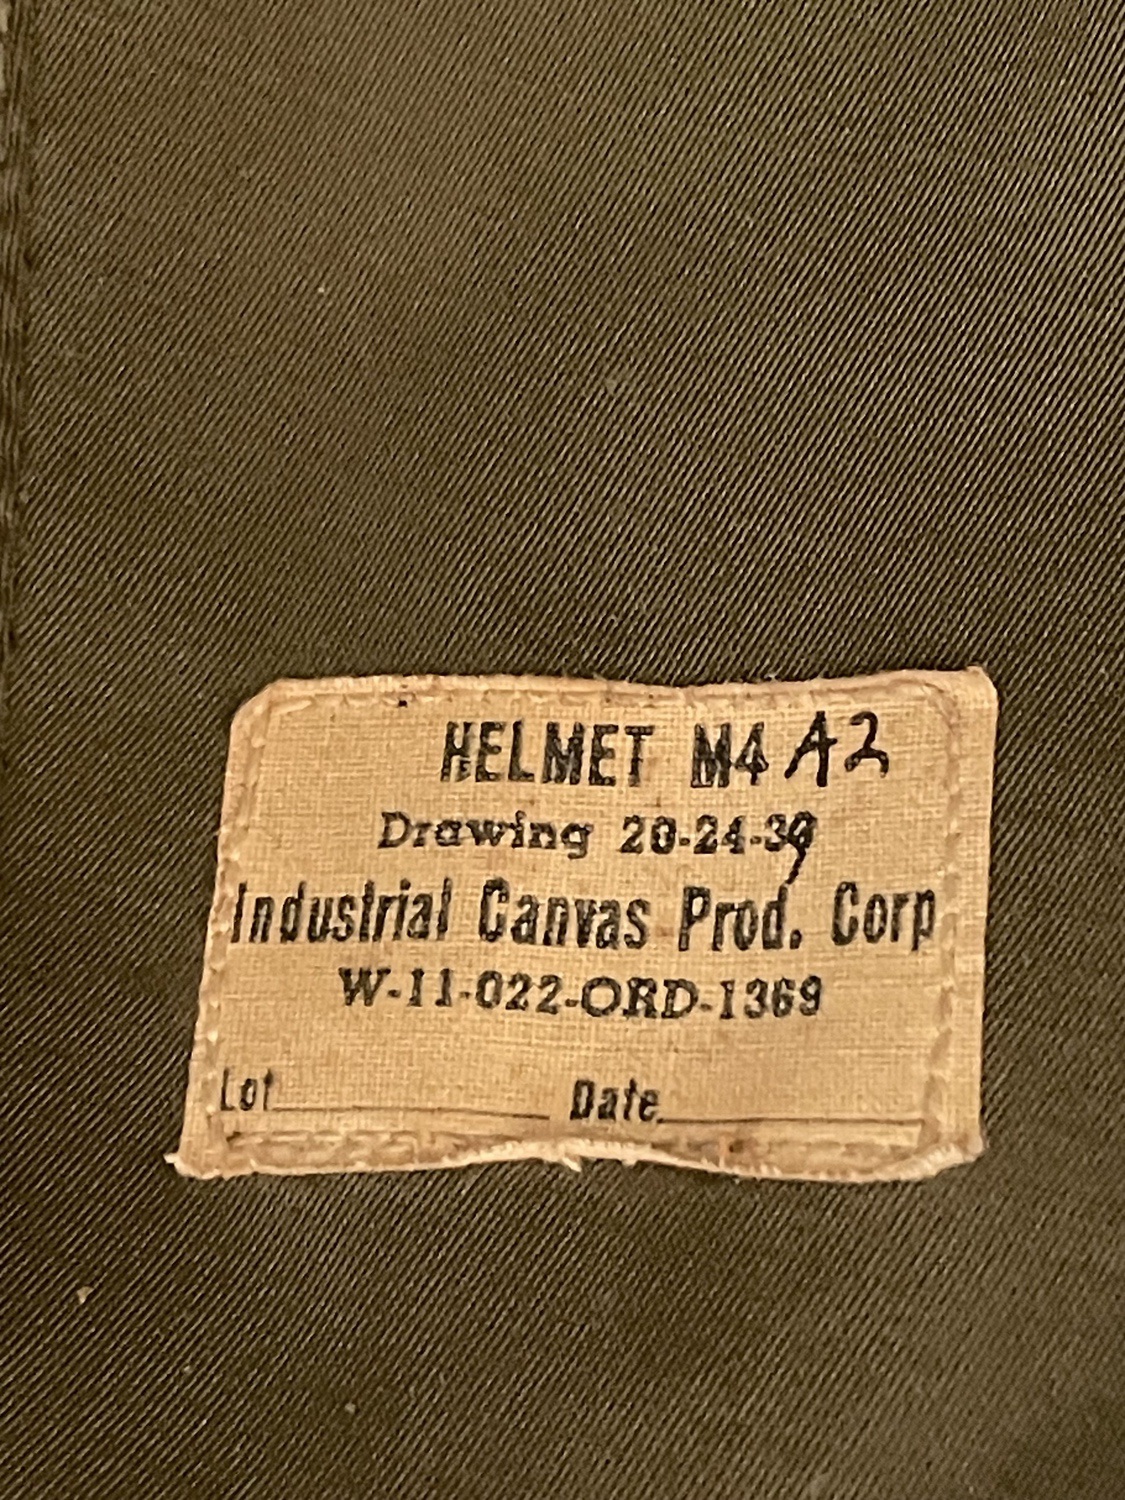 HELMET M4 A2
Drawing 20-24-39
Industrial Canvas Prod. Corp
W-11-022-ORD-1369
Lot Date